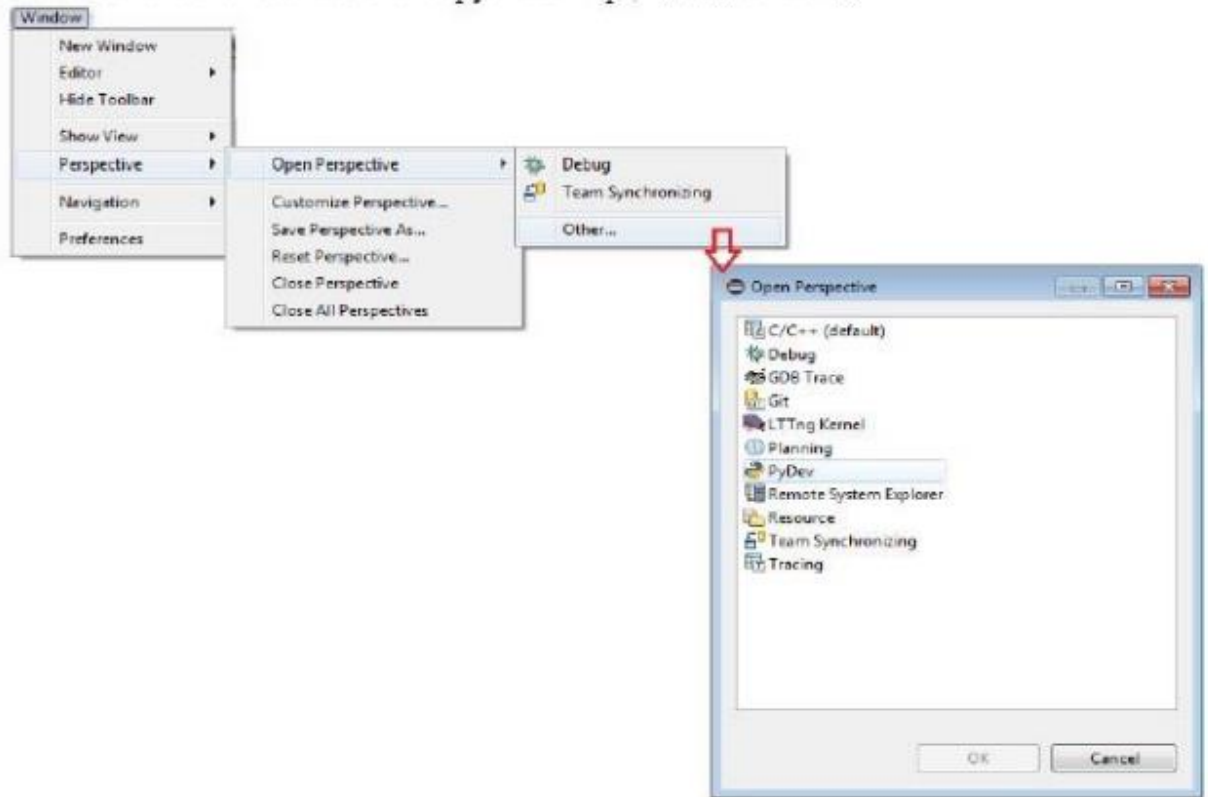 Window
New Window
Editor
Hide Toolbar
Show View
Perspective
Navigation
Preferences
Open Perspective
Customize Perspective...
Save Perspective As...
Reset Perspective...
Close Perspective
Close All Perspectives
Debug
Team Synchronizing
Other...
Open Perspective
C/C++ (default)
Debug
GDB Trace
Git
LTTng Kernel
Planning
PyDev
Remote System Explorer
Resource
Team Synchronizing
Tracing
OK
Cancel